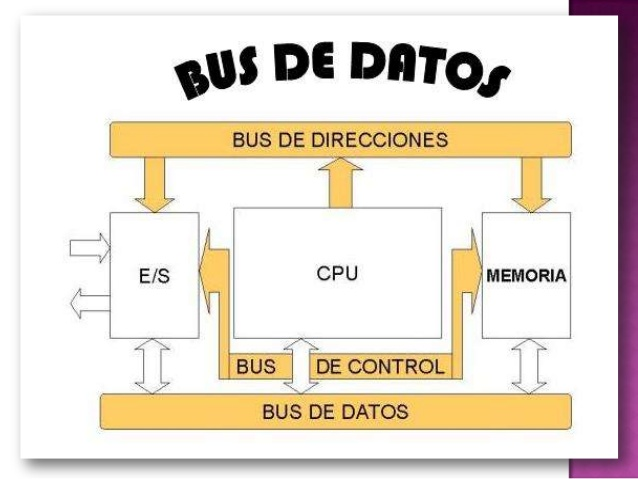 BUS DE DATOS
BUS DE DIRECCIONES
E/S
CPU
MEMORIA
BUS DE CONTROL
BUS DE DATOS